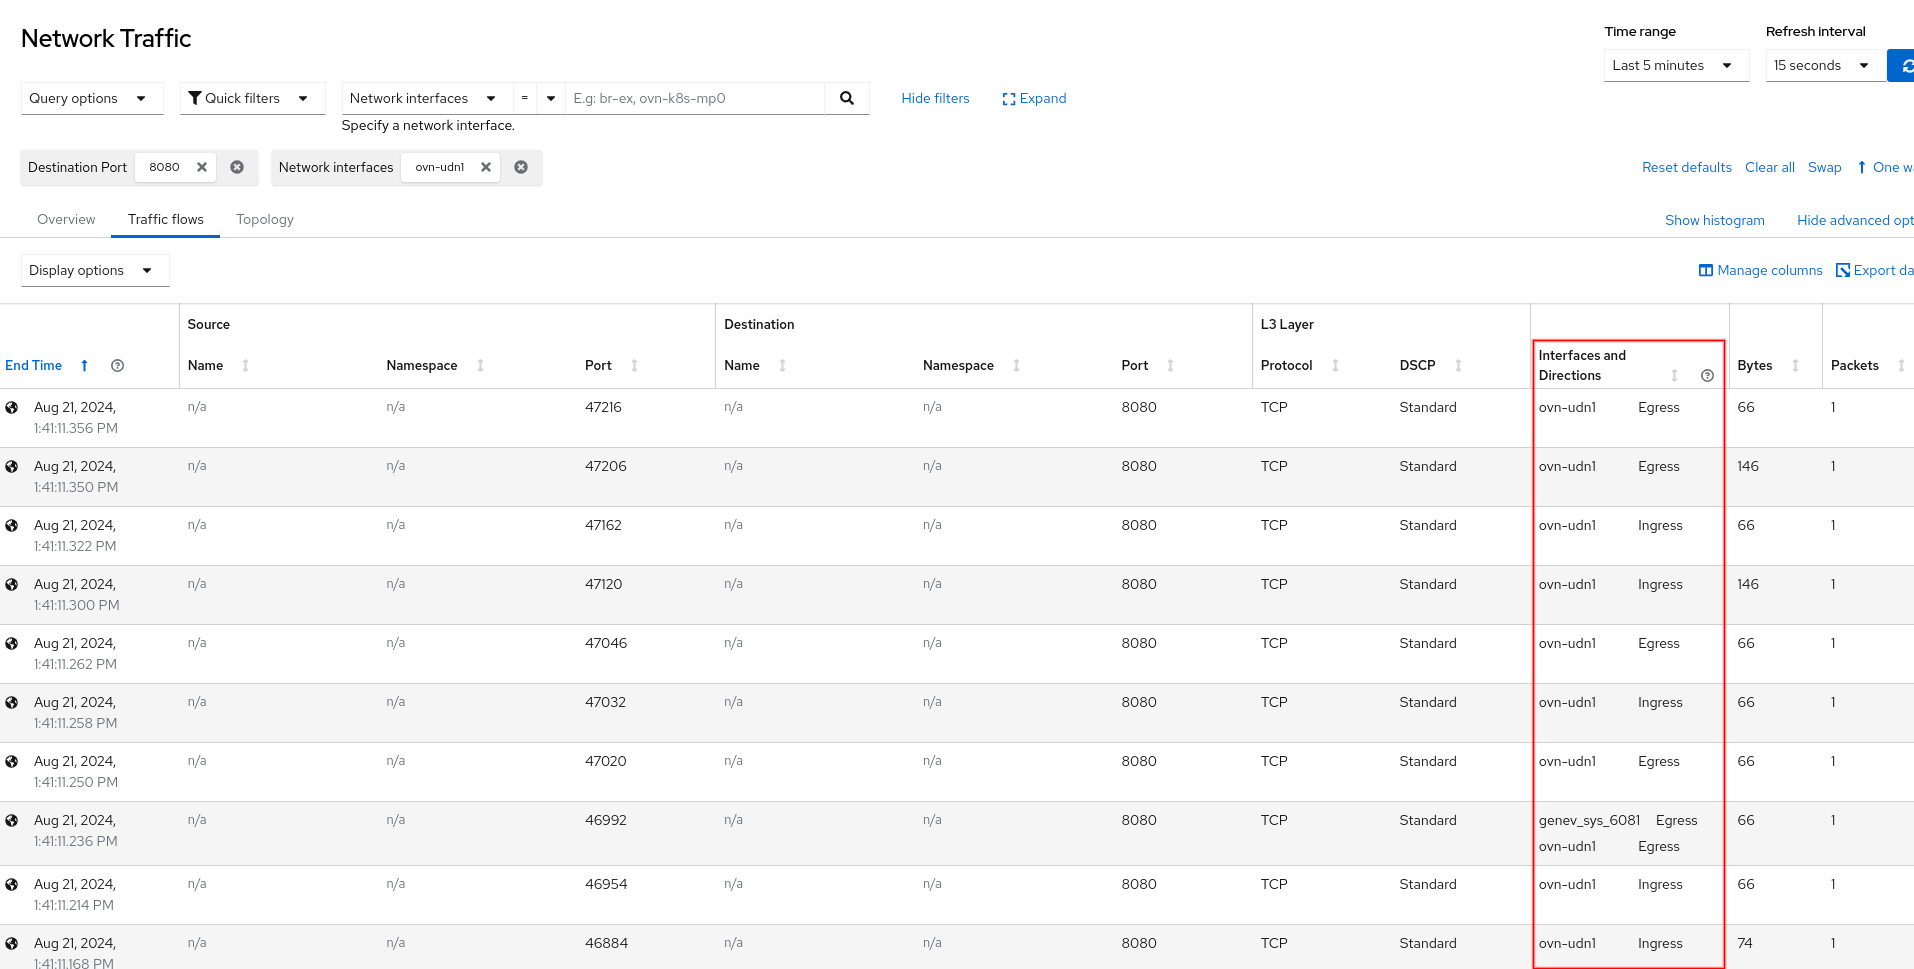 Network Traffic
Time range
Refresh interval
Last 5 minutes
15 seconds
Query options
Quick filters
Network interfaces
=
E.g: br-ex, ovn-k8s-mp0
Hide filters
Expand
Specify a network interface.
Destination Port 8080
Network interfaces ovn-udn1
Reset defaults
Clear all
Swap
One wa
Overview
Traffic flows
Topology
Show histogram
Hide advanced opt
Display options
Manage columns
Export da
Source
Destination
L3 Layer
End Time
Name
Namespace
Port
Name
Namespace
Port
Protocol
DSCP
Interfaces and
Directions
Bytes
Packets
Aug 21, 2024, n/a n/a 47216 n/a n/a 8080 TCP Standard ovn-udn1 Egress 66 1
1:41:11.356 PM
Aug 21, 2024, n/a n/a 47206 n/a n/a 8080 TCP Standard ovn-udn1 Egress 146 1
1:41:11.350 PM
Aug 21, 2024, n/a n/a 47162 n/a n/a 8080 TCP Standard ovn-udn1 Ingress 66 1
1:41:11.322 PM
Aug 21, 2024, n/a n/a 47120 n/a n/a 8080 TCP Standard ovn-udn1 Ingress 146 1
1:41:11.300 PM
Aug 21, 2024, n/a n/a 47046 n/a n/a 8080 TCP Standard ovn-udn1 Egress 66 1
1:41:11.262 PM
Aug 21, 2024, n/a n/a 47032 n/a n/a 8080 TCP Standard ovn-udn1 Ingress 66 1
1:41:11.258 PM
Aug 21, 2024, n/a n/a 47020 n/a n/a 8080 TCP Standard ovn-udn1 Egress 66 1
1:41:11.250 PM
Aug 21, 2024, n/a n/a 46992 n/a n/a 8080 TCP Standard genev_sys_6081 Egress 66 1
1:41:11.236 PM ovn-udn1 Egress
Aug 21, 2024, n/a n/a 46954 n/a n/a 8080 TCP Standard ovn-udn1 Ingress 66 1
1:41:11.214 PM
Aug 21, 2024, n/a n/a 46884 n/a n/a 8080 TCP Standard ovn-udn1 Ingress 74 1
1:41:11.168 PM